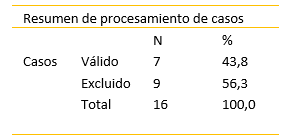 Resumen de procesamiento de casos
N %
Casos Válido 7 43,8
Excluido 9 56,3
Total 16 100,0